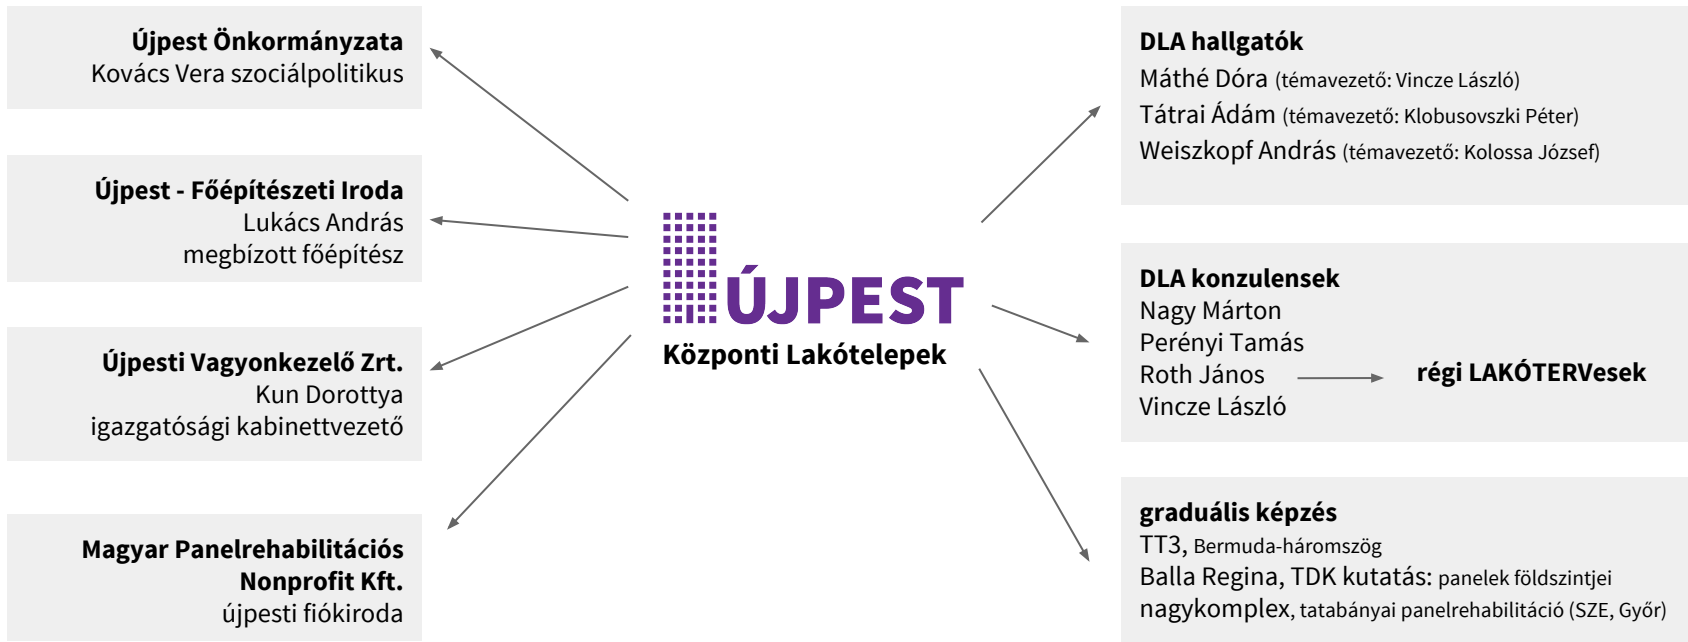 Újpest Önkormányzata
Kovács Vera szociálpolitikus
Újpest - Főépítészeti Iroda
Lukács András
megbízott főépítész
Újpesti Vagyonkezelő Zrt.
Kun Dorottya
igazgatósági kabinettvezető
Magyar Panelrehabilitációs
Nonprofit Kft.
újpesti fiókiroda
ÚJPEST
Központi Lakótelepek
DLA hallgatók
Máthé Dóra (témavezető: Vincze László)
Tátrai Ádám (témavezető: Klobusovszki Péter)
Weiszkopf András (témavezető: Kolossa József)
DLA konzulensek
Nagy Márton
Perényi Tamás
Roth János
régi LAKÓTERVesek
Vincze László
graduális képzés
TT3, Bermuda-háromszög
Balla Regina, TDK kutatás: panelek földszintjei
nagykomplex, tatabányai panelrehabilitáció (SZE, Győr)